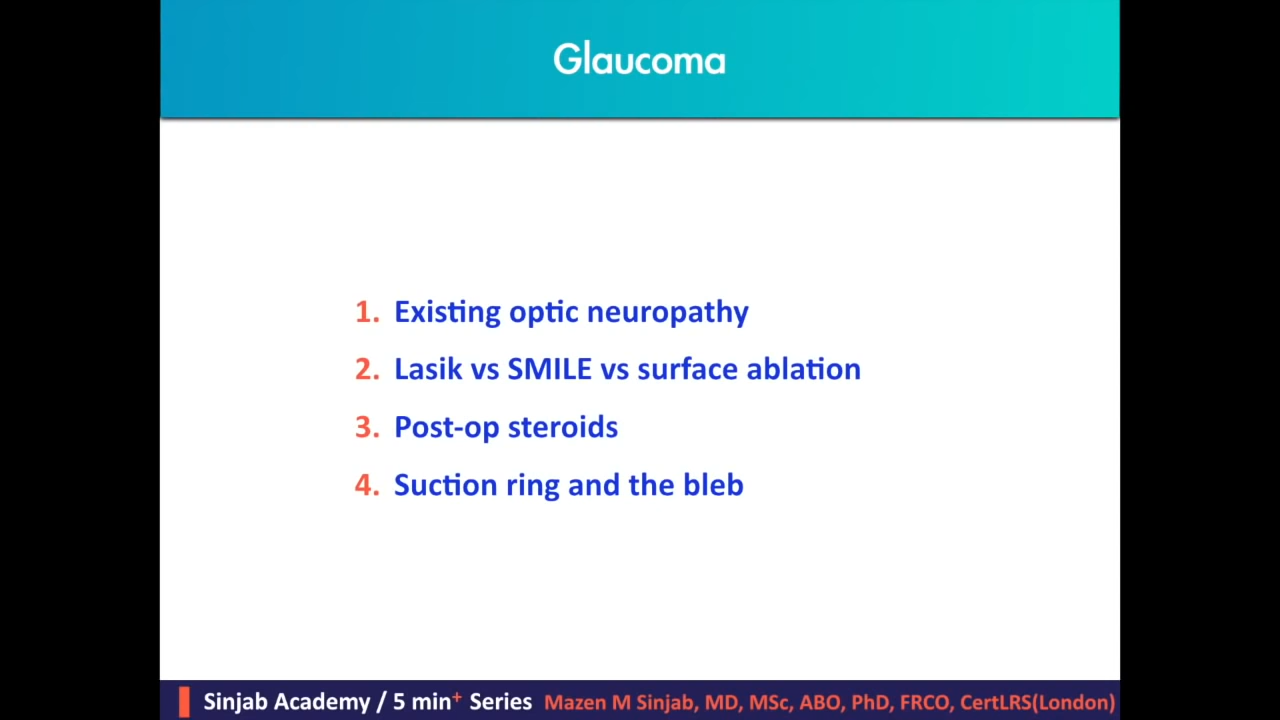 Glaucoma
1. Existing optic neuropathy
2. Lasik vs SMILE vs surface ablation
3. Post-op steroids
4. Suction ring and the bleb
Sinjab Academy / 5 min+ Series Mazen M Sinjab, MD, MSc, ABO, PhD, FRCO, CertLRS(London)